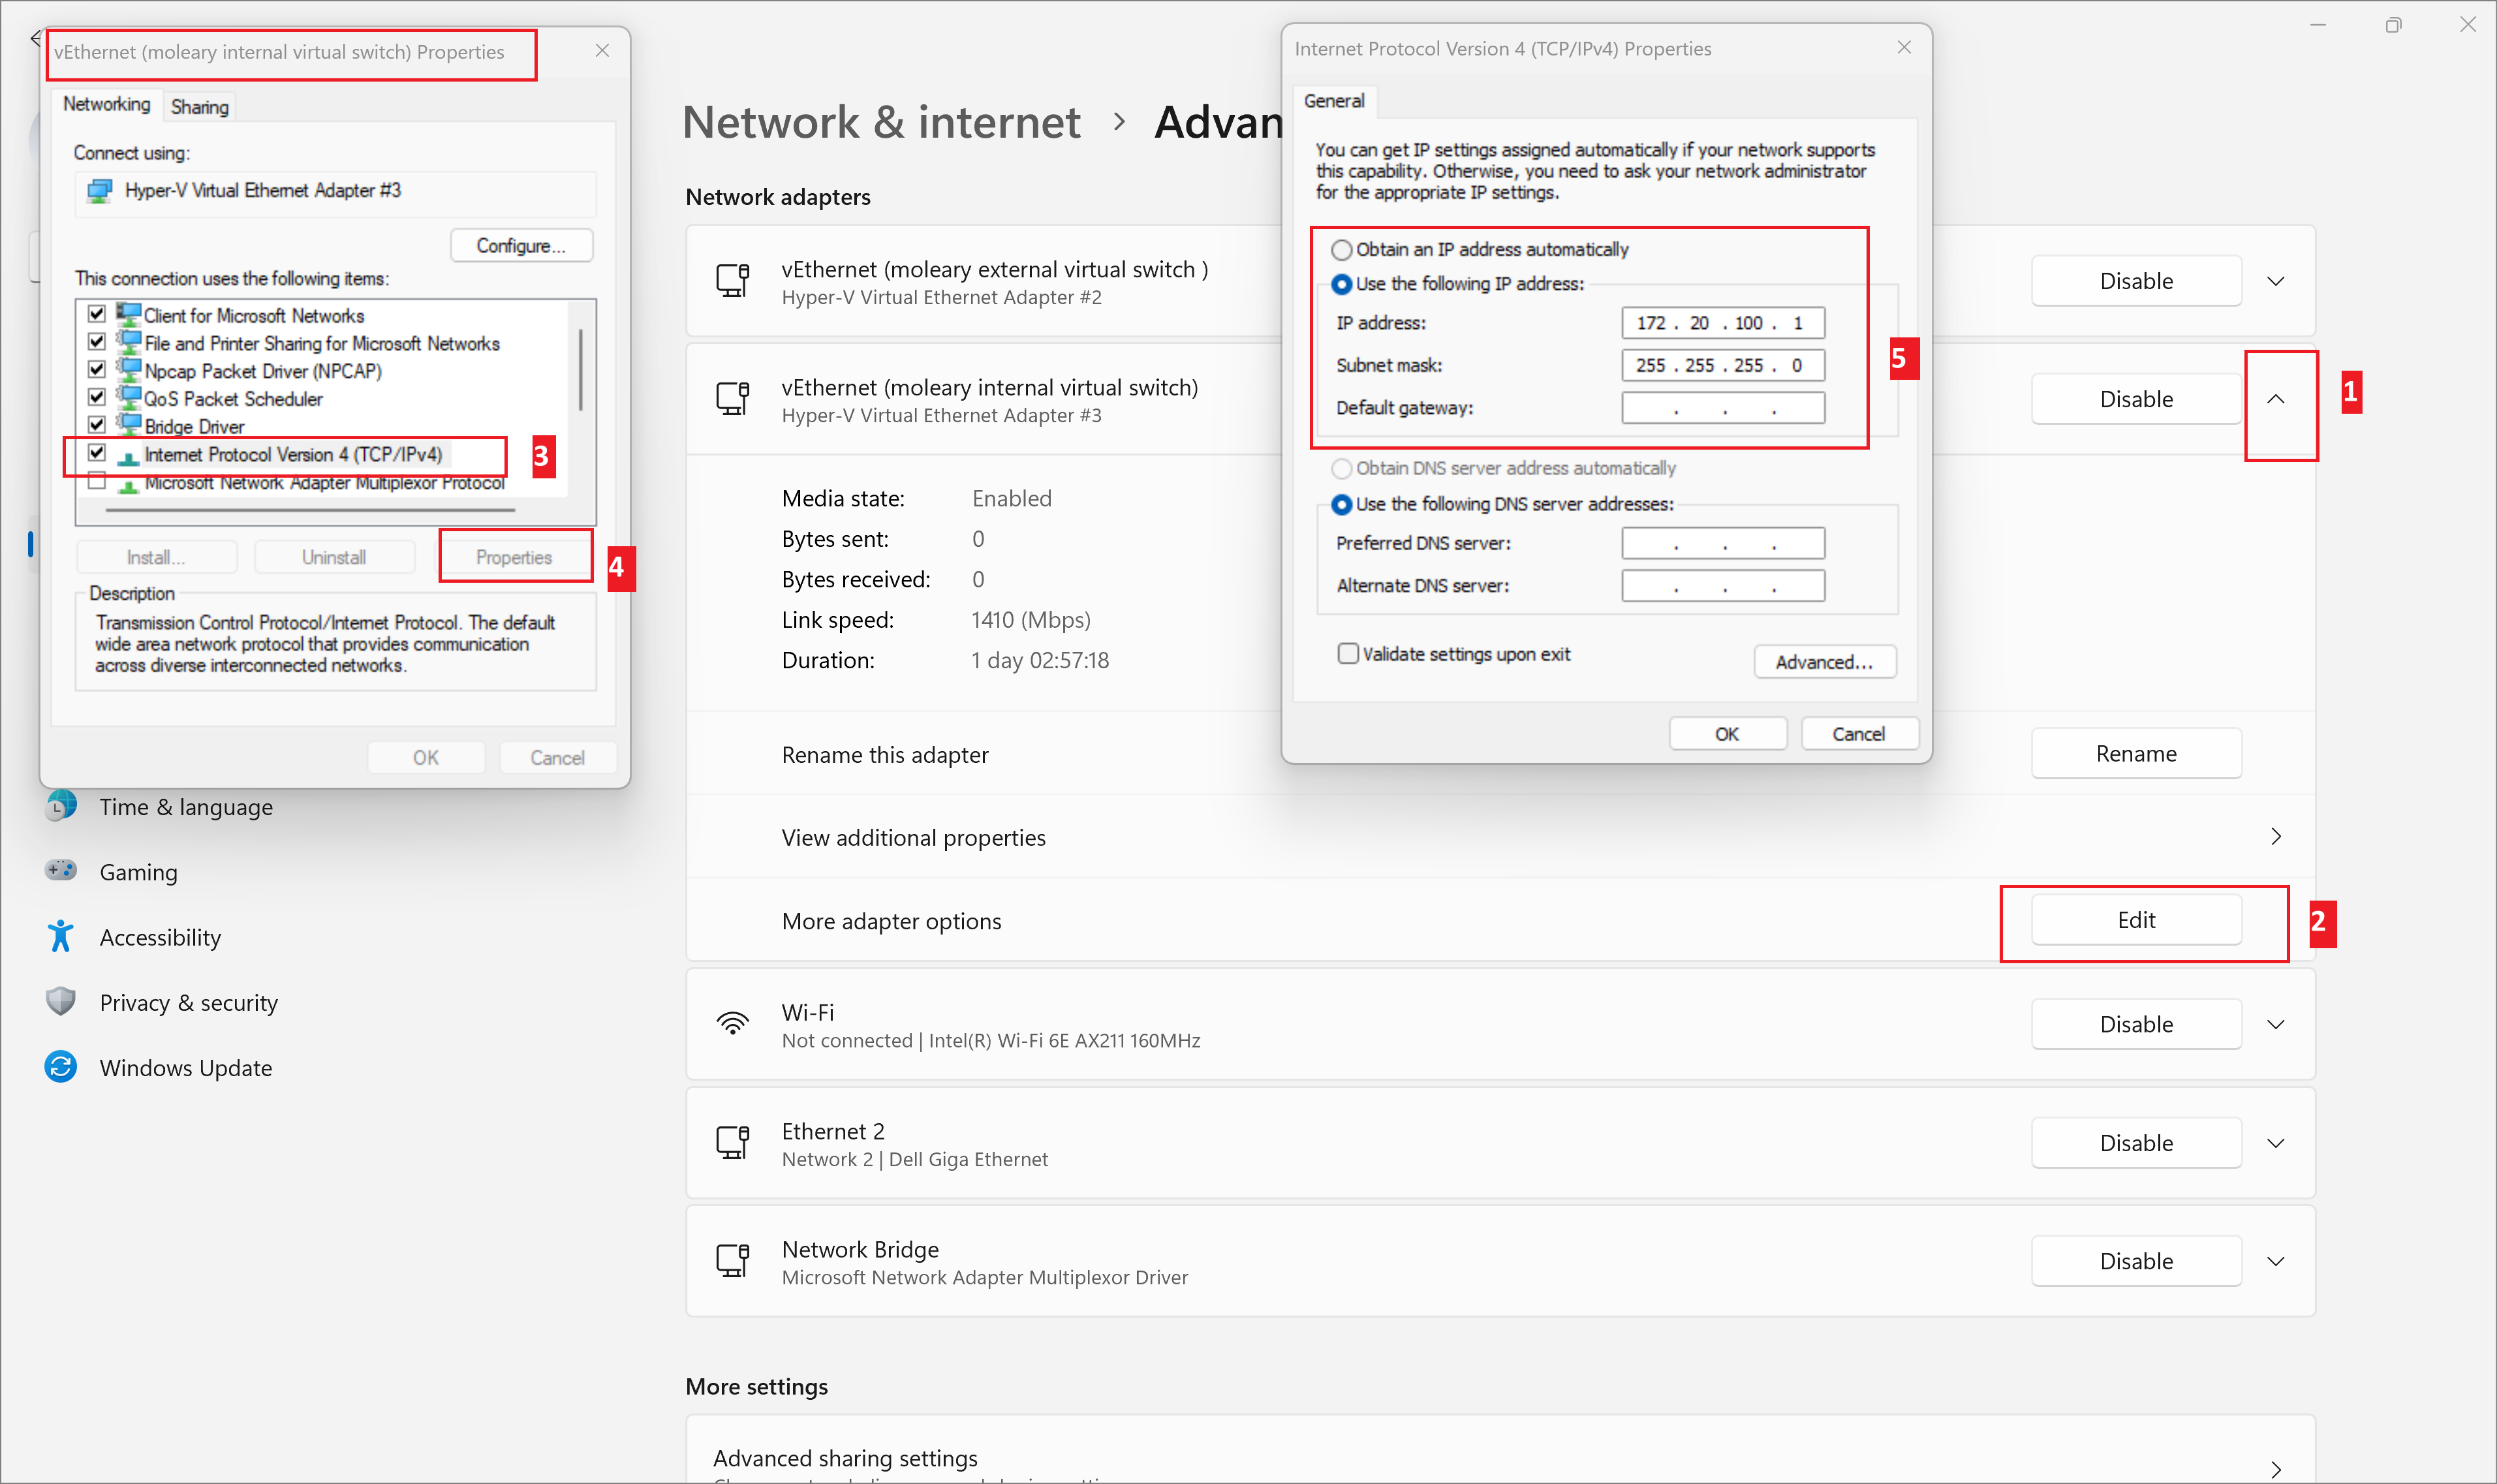 vEthernet (moleary internal virtual switch) Properties
Networking
Sharing
Connect using:
Hyper-V Virtual Ethernet Adapter #3
Configure...
This connection uses the following items:
Client for Microsoft Networks
File and Printer Sharing for Microsoft Networks
Npcap Packet Driver (NPCAP)
QoS Packet Scheduler
Bridge Driver
Internet Protocol Version 4 (TCP/IPv4)
3
Microsoft Network Adapter Multiplexor Protocol
Install...
Uninstall
Properties
4
Description
Transmission Control Protocol/Internet Protocol. The default
wide area network protocol that provides communication
across diverse interconnected networks.
OK
Cancel
Time & language
Gaming
Accessibility
Privacy & security
Windows Update
Network & internet › Advan
Network adapters
vEthernet (moleary external virtual switch )
Hyper-V Virtual Ethernet Adapter #2
Disable
vEthernet (moleary internal virtual switch)
Hyper-V Virtual Ethernet Adapter #3
Disable
1
Media state: Enabled
Bytes sent: 0
Bytes received: 0
Link speed: 1410 (Mbps)
Duration: 1 day 02:57:18
Rename this adapter
Rename
View additional properties
More adapter options
Edit
2
Wi-Fi
Not connected | Intel(R) Wi-Fi 6E AX211 160MHz
Disable
Ethernet 2
Network 2 | Dell Giga Ethernet
Disable
Network Bridge
Microsoft Network Adapter Multiplexor Driver
Disable
More settings
Advanced sharing settings
Internet Protocol Version 4 (TCP/IPv4) Properties
General
You can get IP settings assigned automatically if your network supports
this capability. Otherwise, you need to ask your network administrator
for the appropriate IP settings.
Obtain an IP address automatically
Use the following IP address:
IP address: 172 . 20 . 100 . 1
Subnet mask: 255 . 255 . 255 . 0
Default gateway: . . .
5
Obtain DNS server address automatically
Use the following DNS server addresses:
Preferred DNS server: . . .
Alternate DNS server: . . .
Validate settings upon exit
Advanced...
OK
Cancel